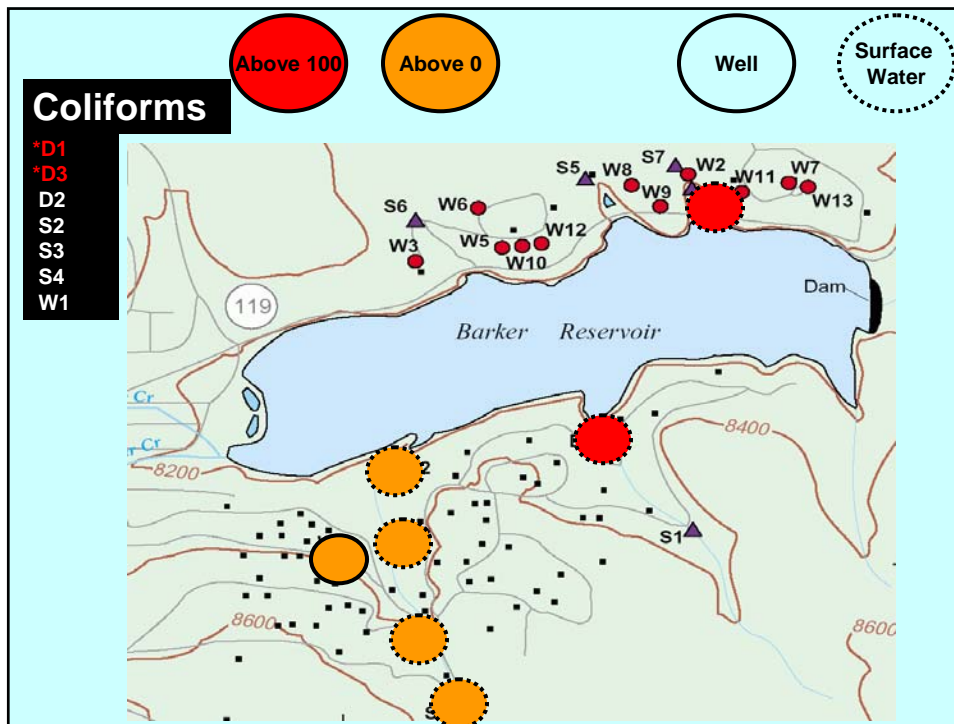 Above 100
Above 0
Well
Surface
Water
Coliforms
*D1
*D3
D2
S2
S3
S4
W1
S5
W8
S7
W2
W11
W7
W13
W9
S6
W6
W3
W5
W10
W12
119
Dam
Barker Reservoir
Cr
Cr
8200
2
8400
S1
8600
8600
S